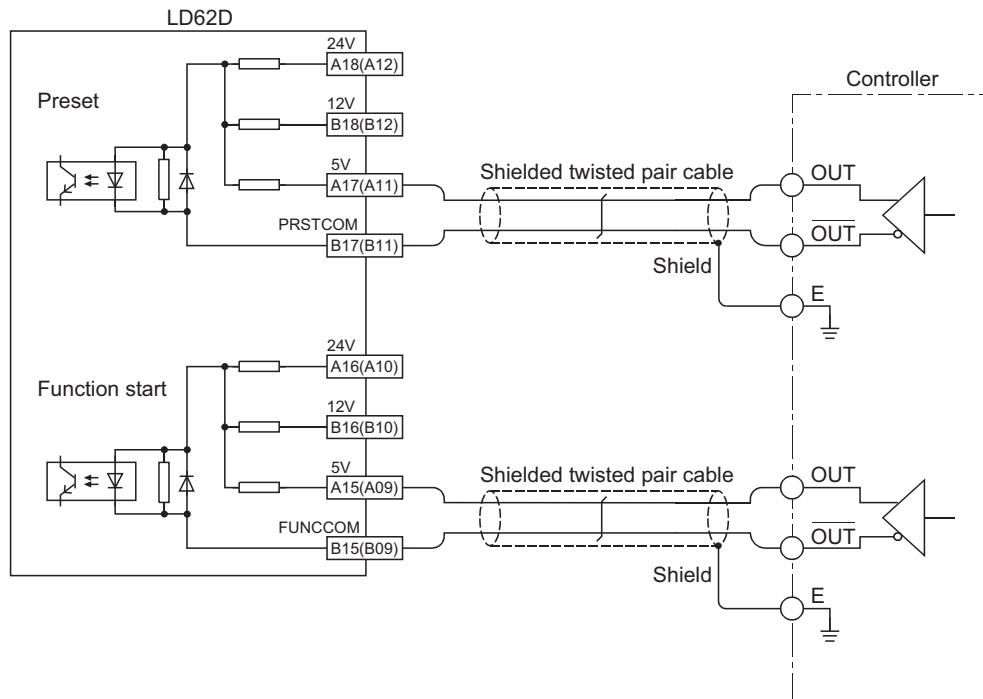 LD62D
24V
A18(A12)
Controller
Preset
12V
B18(B12)
5V
A17(A11)
Shielded twisted pair cable
OUT
PRSTCOM
B17(B11)
OUT
Shield
E
24V
A16(A10)
Function start
12V
B16(B10)
5V
A15(A09)
Shielded twisted pair cable
OUT
FUNCCOM
B15(B09)
OUT
Shield
E